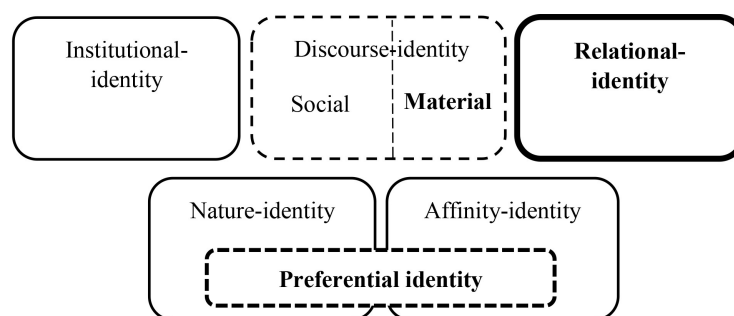 Institutional-
identity
Discourse-identity
Social
Material
Relational-
identity
Nature-identity
Affinity-identity
Preferential identity